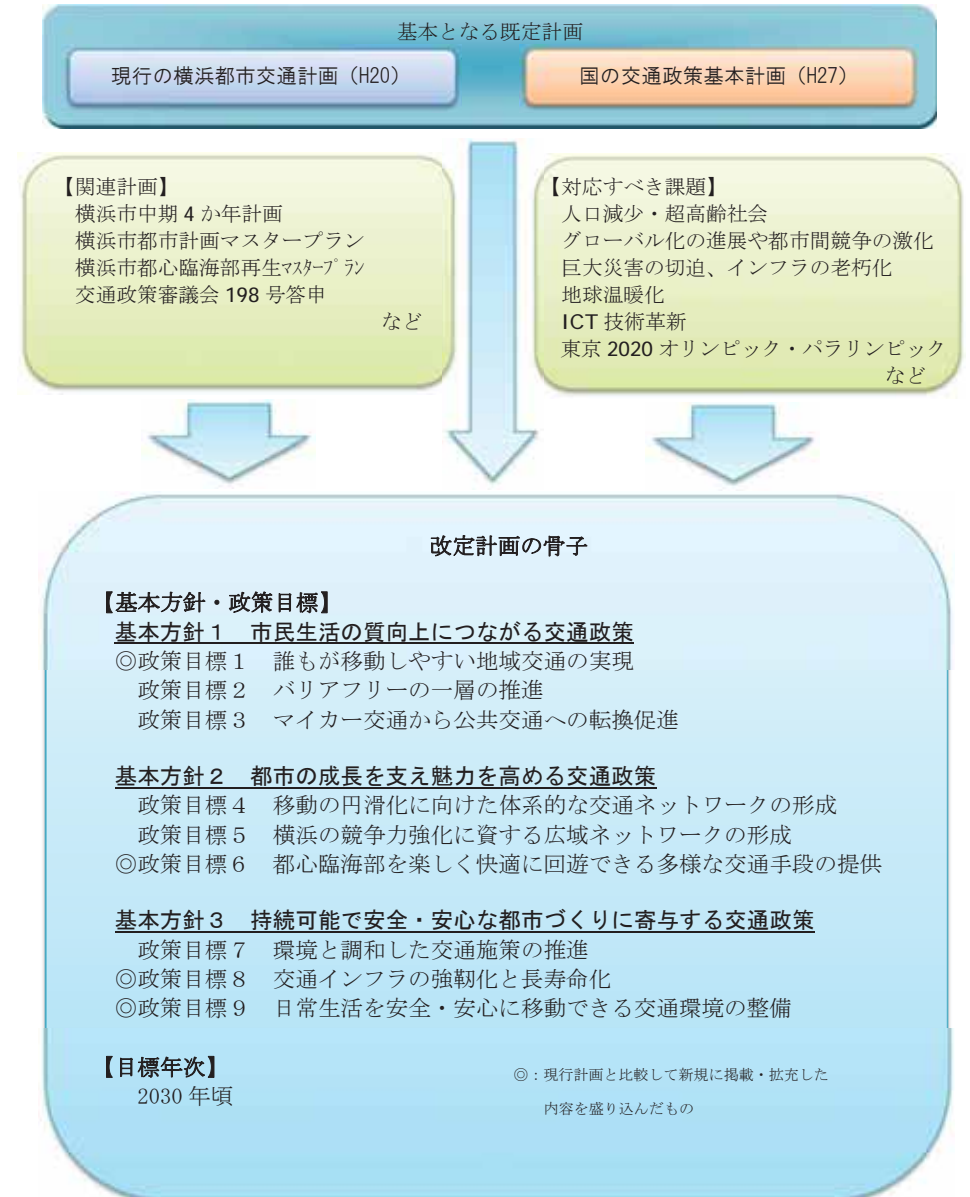 基本となる既定計画
現行の横浜都市交通計画（H20）
国の交通政策基本計画（H27）
【関連計画】
横浜市中期 4 か年計画
横浜市都市計画マスタープラン
横浜市都心臨海部再生ﾏｽﾀｰﾌﾟﾗﾝ
交通政策審議会 198 号答申
など
【対応すべき課題】
人口減少・超高齢社会
グローバル化の進展や都市間競争の激化
巨大災害の切迫、インフラの老朽化
地球温暖化
ICT 技術革新
東京 2020 オリンピック・パラリンピック
など
改定計画の骨子
【基本方針・政策目標】
基本方針１　市民生活の質向上につながる交通政策
◎政策目標１　誰もが移動しやすい地域交通の実現
政策目標２　バリアフリーの一層の推進
政策目標３　マイカー交通から公共交通への転換促進
基本方針２　都市の成長を支え魅力を高める交通政策
政策目標４　移動の円滑化に向けた体系的な交通ネットワークの形成
政策目標５　横浜の競争力強化に資する広域ネットワークの形成
◎政策目標６　都心臨海部を楽しく快適に回遊できる多様な交通手段の提供
基本方針３　持続可能で安全・安心な都市づくりに寄与する交通政策
政策目標７　環境と調和した交通施策の推進
◎政策目標８　交通インフラの強靭化と長寿命化
◎政策目標９　日常生活を安全・安心に移動できる交通環境の整備
【目標年次】
2030 年頃
◎：現行計画と比較して新規に掲載・拡充した
内容を盛り込んだもの